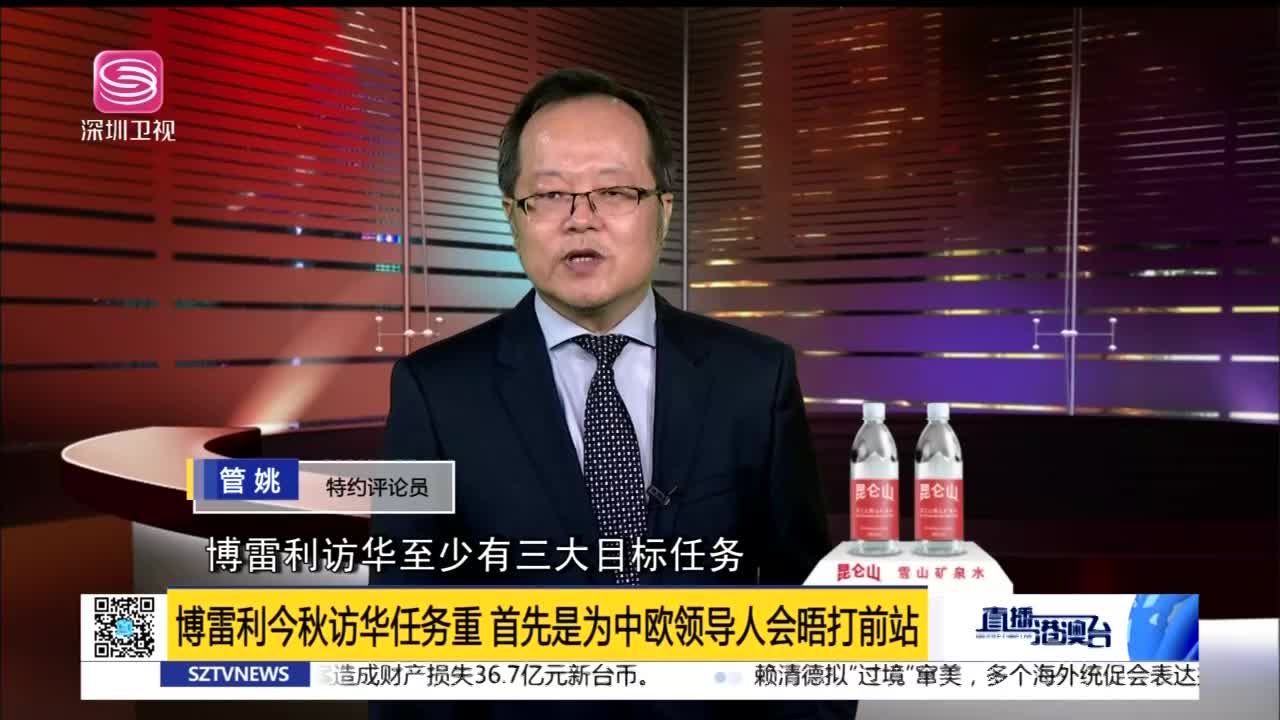 深圳卫视
管姚
特约评论员
昆仑山
昆仑山
博雷利访华至少有三大目标任务
昆仑山 雪山矿泉水
博雷利今秋访华任务重 首先是为中欧领导人会晤打前站
直播港澳台
SZTVNEWS
造成财产损失36.7亿元新台币。
赖清德拟“过境”窜美，多个海外统促会表达